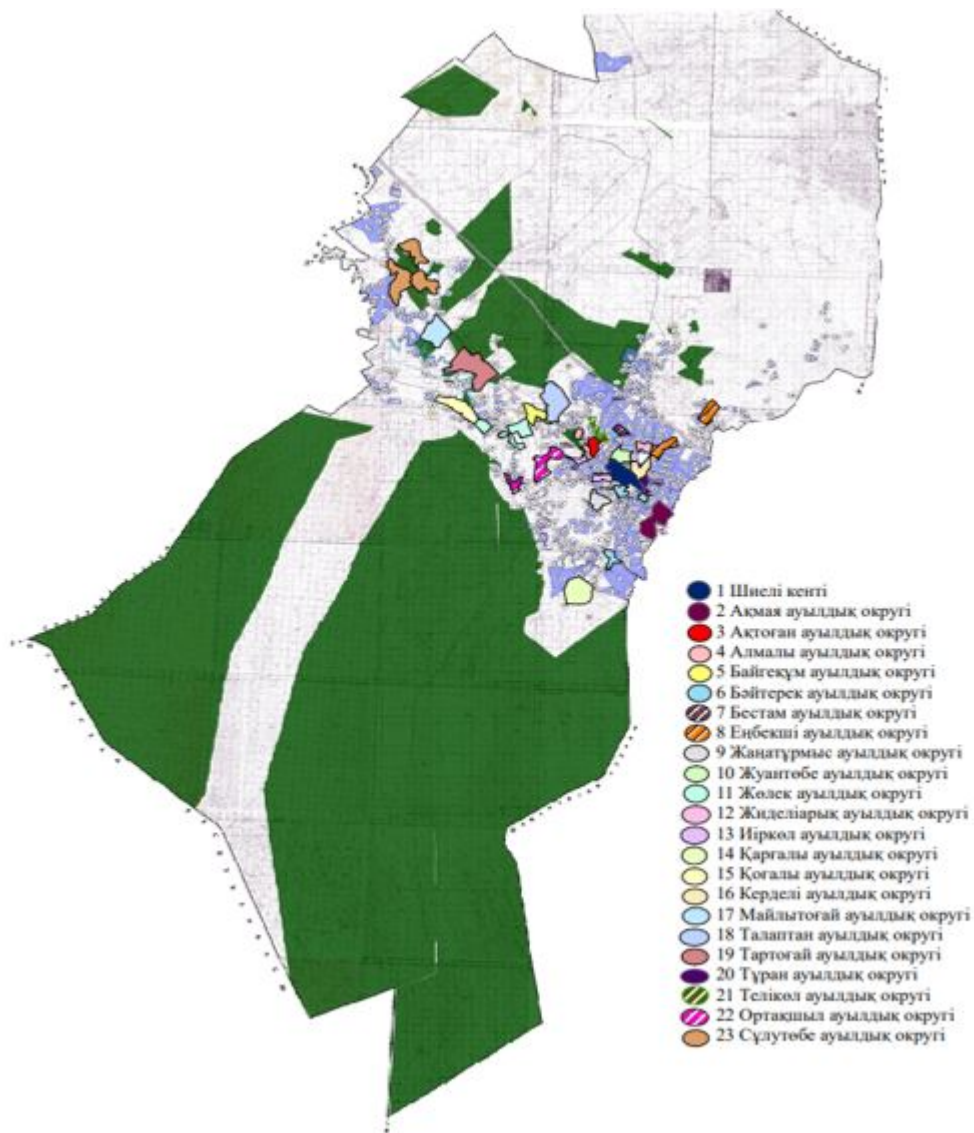 1 Шиелі кенті
2 Ақмая ауылдық округі
3 Ақтоған ауылдық округі
4 Алмалы ауылдық округі
5 Байгеқұм ауылдық округі
6 Бәйтерек ауылдық округі
7 Бестам ауылдық округі
8 Еңбекші ауылдық округі
9 Жаңатұрмыс ауылдық округі
10 Жуантөбе ауылдық округі
11 Жөлек ауылдық округі
12 Жиделіарық ауылдық округі
13 Иіркөл ауылдық округі
14 Қарғалы ауылдық округі
15 Қоғалы ауылдық округі
16 Керделі ауылдық округі
17 Майлытоғай ауылдық округі
18 Талаптан ауылдық округі
19 Тартоғай ауылдық округі
20 Тұран ауылдық округі
21 Телікөл ауылдық округі
22 Ортақшыл ауылдық округі
23 Сұлутөбе ауылдық округі